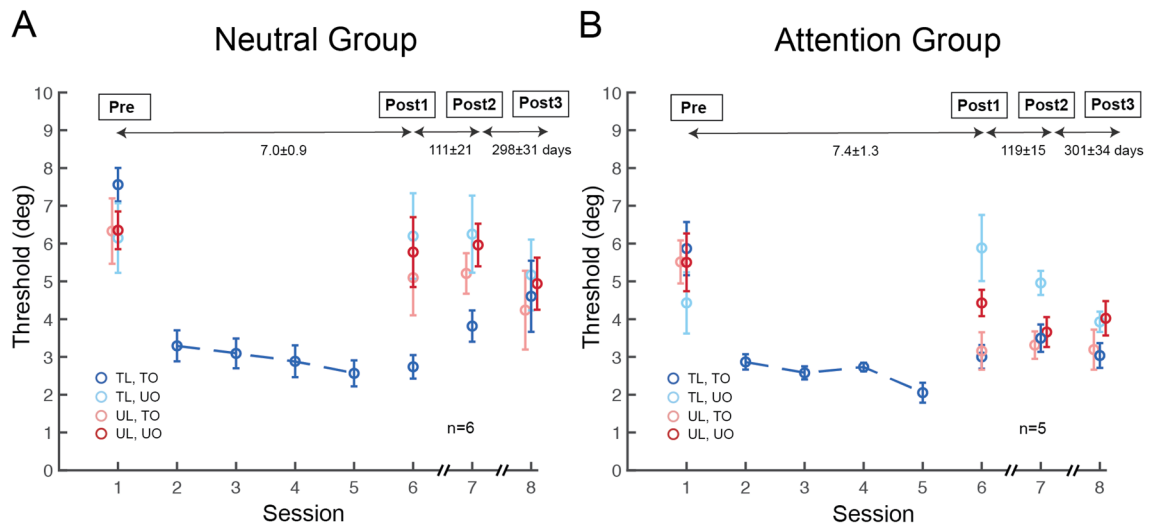 A
Neutral Group
Pre
Post1
Post2
Post3
7.0±0.9
111±21
298±31 days
Threshold (deg)
10
9
8
7
6
5
4
3
2
1
0
TL, TO
TL, UO
UL, TO
UL, UO
n=6
1 2 3 4 5 6 7 8
Session
B
Attention Group
Pre
Post1
Post2
Post3
7.4±1.3
119±15
301±34 days
Threshold (deg)
10
9
8
7
6
5
4
3
2
1
0
TL, TO
TL, UO
UL, TO
UL, UO
n=5
1 2 3 4 5 6 7 8
Session